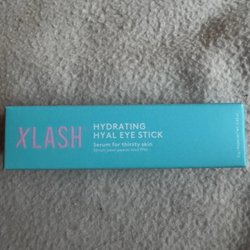 XLASH
HYDRATING
HYAL EYE STICK
Serum for thirsty skin